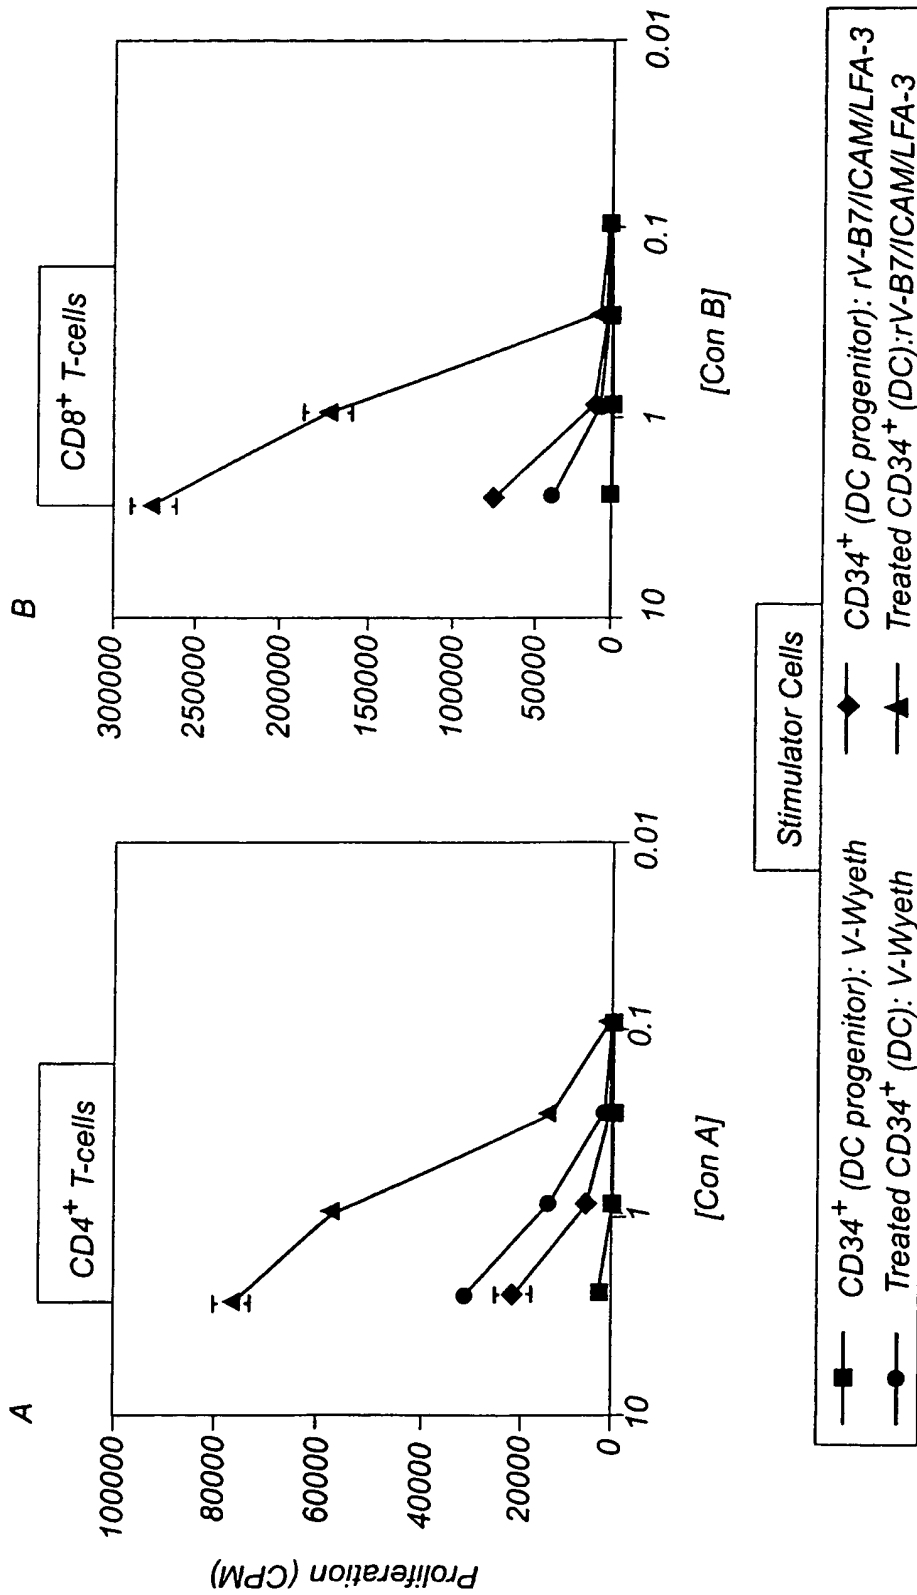 A
CD4+ T-cells
Proliferation (CPM)
100000
80000
60000
40000
20000
0
10
1
0.1
0.01
[Con A]
B
CD8+ T-cells
300000
250000
200000
150000
100000
50000
0
10
1
0.1
0.01
[Con B]
Stimulator Cells
CD34+ (DC progenitor): V-Wyeth
CD34+ (DC progenitor): rV-B7/ICAM/LFA-3
Treated CD34+ (DC): V-Wyeth
Treated CD34+ (DC):rV-B7/ICAM/LFA-3